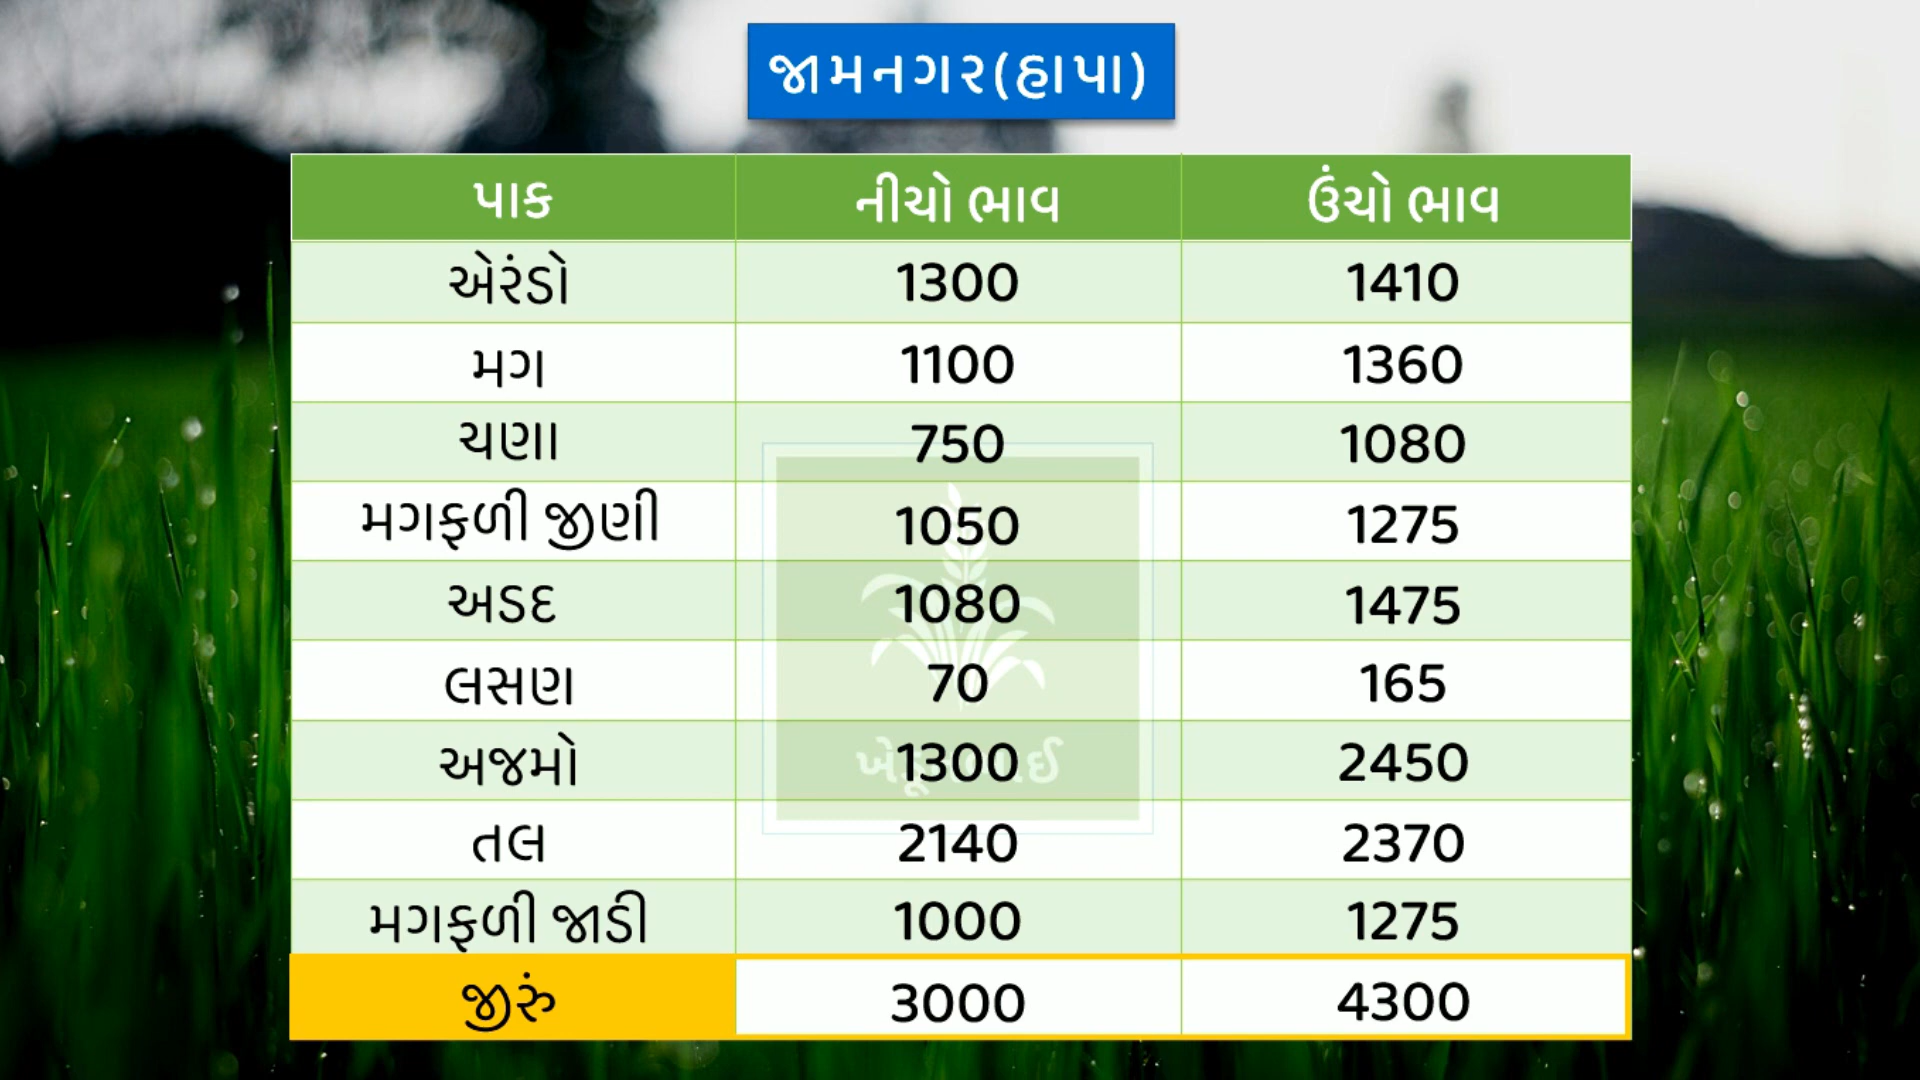 જામનગર(હાપા)
પાક નીચો ભાવ ઉંચો ભાવ
એરંડો 1300 1410
મગ 1100 1360
ચણા 750 1080
મગફળી જીણી 1050 1275
અડદ 1080 1475
લસણ 70 165
અજમો 1300 2450
તલ 2140 2370
મગફળી જાડી 1000 1275
જીરું 3000 4300